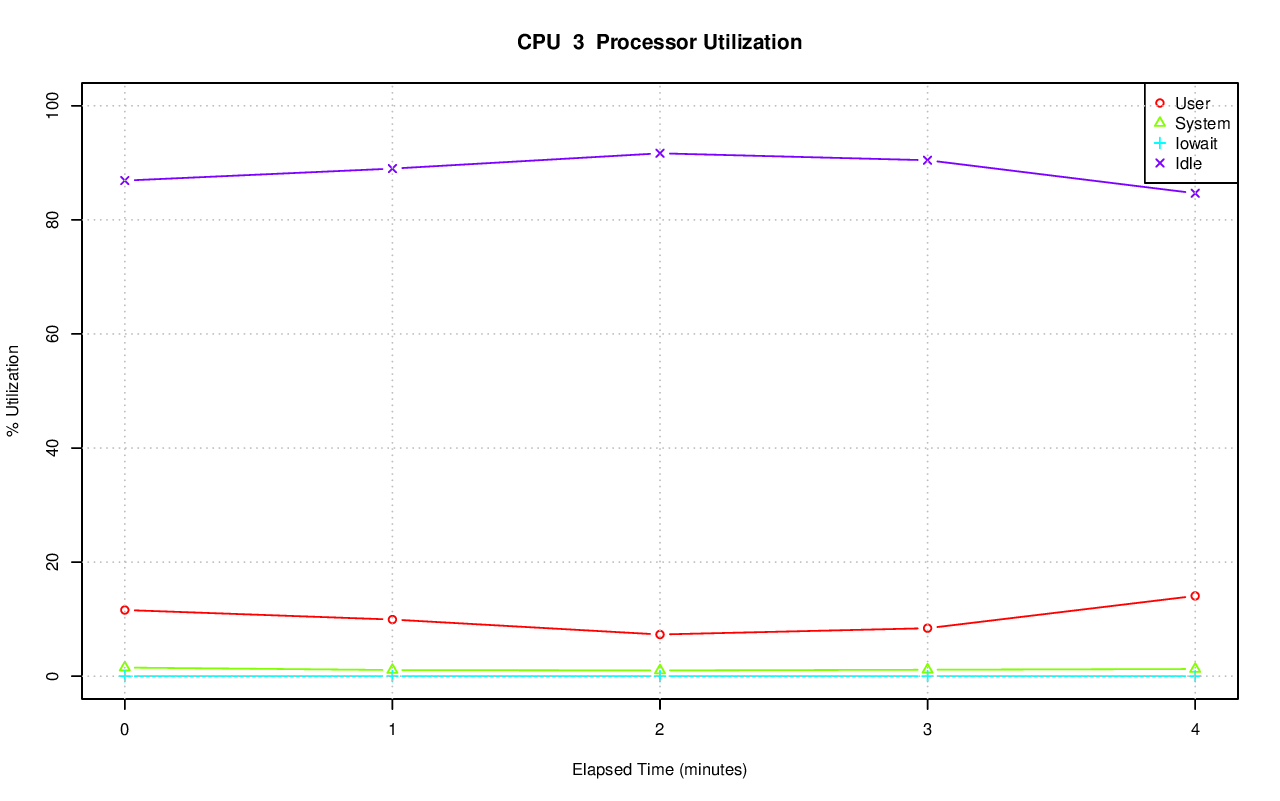 CPU  3  Processor Utilization
User
System
Iowait
Idle
100
80
60
40
20
0
% Utilization
0 1 2 3 4
Elapsed Time (minutes)